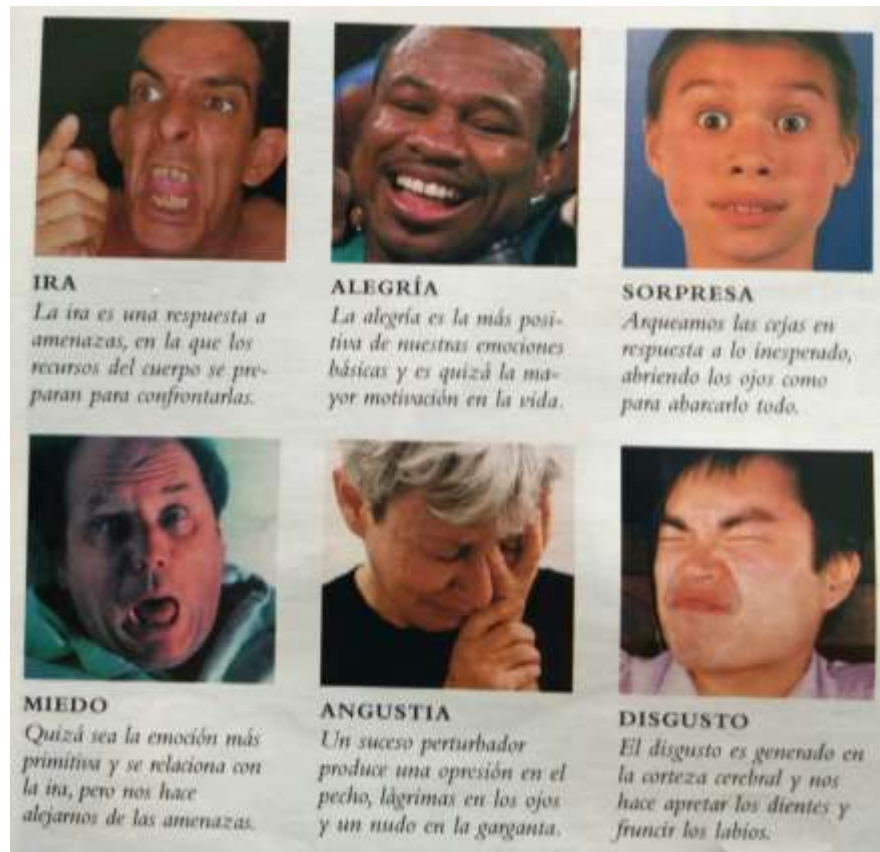 IRA
La ira es una respuesta a
amenazas, en la que los
recursos del cuerpo se pre-
paran para confrontarlas.
ALEGRÍA
La alegría es la más posi-
tiva de nuestras emociones
básicas y es quizá la ma-
yor motivación en la vida.
SORPRESA
Arqueamos las cejas en
respuesta a lo inesperado,
abriendo los ojos como
para abarcarlo todo.
MIEDO
Quizá sea la emoción más
primitiva y se relaciona con
la ira, pero nos hace
alejarnos de las amenazas.
ANGUSTIA
Un suceso perturbador
produce una opresión en el
pecho, lágrimas en los ojos
y un nudo en la garganta.
DISGUSTO
El disgusto es generado en
la corteza cerebral y nos
hace apretar los dientes y
fruncir los labios.